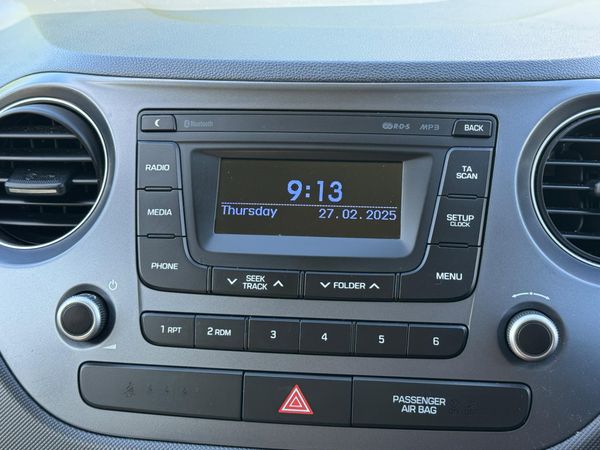 Bluetooth
R·D·S
MP3
BACK
RADIO
9:13
TA
SCAN
MEDIA
Thursday 27.02.2025
SETUP
CLOCK
PHONE
SEEK
TRACK
FOLDER
MENU
1 RPT
2 RDM
3
4
5
6
PASSENGER
AIR BAG